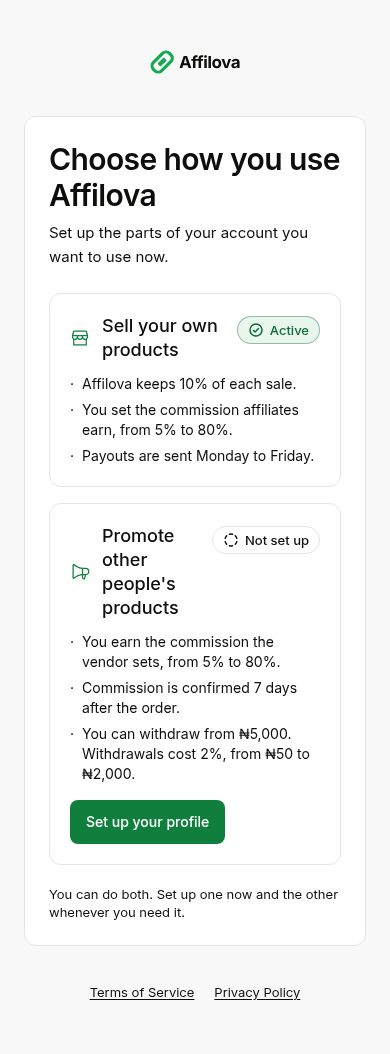 Affilova
Choose how you use
Affilova
Set up the parts of your account you
want to use now.
Sell your own
products
Active
· Affilova keeps 10% of each sale.
· You set the commission affiliates
earn, from 5% to 80%.
· Payouts are sent Monday to Friday.
Promote
other
people's
products
Not set up
· You earn the commission the
vendor sets, from 5% to 80%.
· Commission is confirmed 7 days
after the order.
· You can withdraw from ₦5,000.
Withdrawals cost 2%, from ₦50 to
₦2,000.
Set up your profile
You can do both. Set up one now and the other
whenever you need it.
Terms of Service Privacy Policy